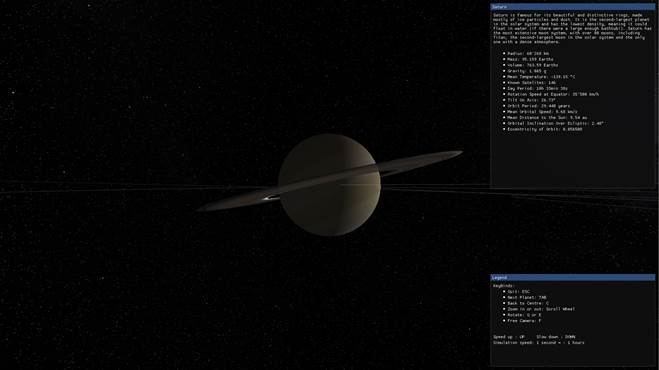 Saturn
Saturn is famous for its beautiful and distinctive rings, made
mostly of ice particles and dust. It is the second-largest planet
in the solar system and has the lowest density, meaning it could
float in water (if there were a large enough bathtub!). Saturn has
the most extensive moon system, with over 80 moons, including
Titan, the second-largest moon in the solar system and the only
one with a dense atmosphere.
Radius: 60'268 km
Mass: 95.159 Earths
Volume: 763.59 Earths
Gravity: 1.065 g
Mean Temperature: -139.15 °C
Known Satellites: 146
Day Period: 10h 33min 38s
Rotation Speed at Equator: 35'500 km/h
Tilt on Axis: 26.73°
Orbit Period: 29.448 years
Mean Orbital Speed: 9.68 km/s
Mean Distance to the Sun: 9.54 au
Orbital Inclination Over Ecliptic: 2.48°
Eccentricity of Orbit:
Legend
KeyBinds:
Quit: ESC
Next Planet: TAB
Back to Centre: C
Zoom in or out: Scroll Wheel
Rotate: Q or E
Free Camera: F
Speed up : UP Slow down : DOWN
Simulation speed: 1 second = : 1 hours